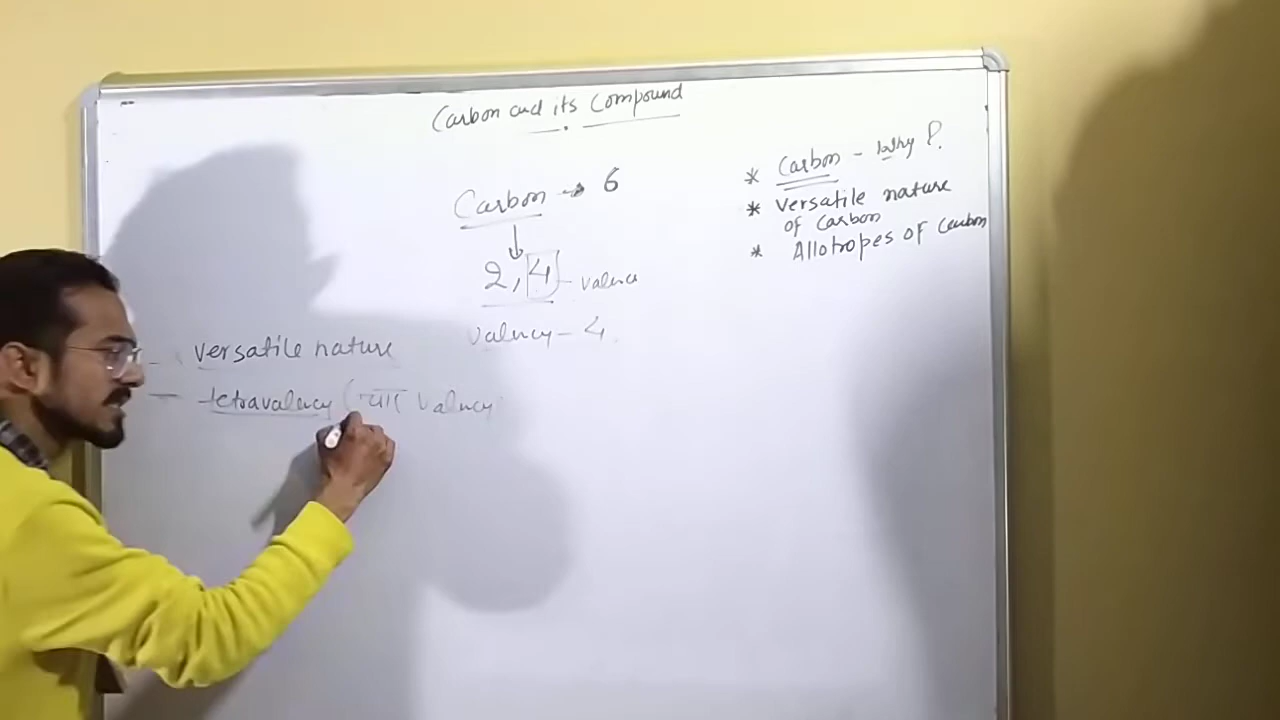 Carbon and its Compound
Carbon → 6
↓
2, 4 - valence
valency - 4
- versatile nature
- tetravalency ( चार valency
* Carbon - Why ?
* versatile nature
of carbon
* Allotropes of carbon